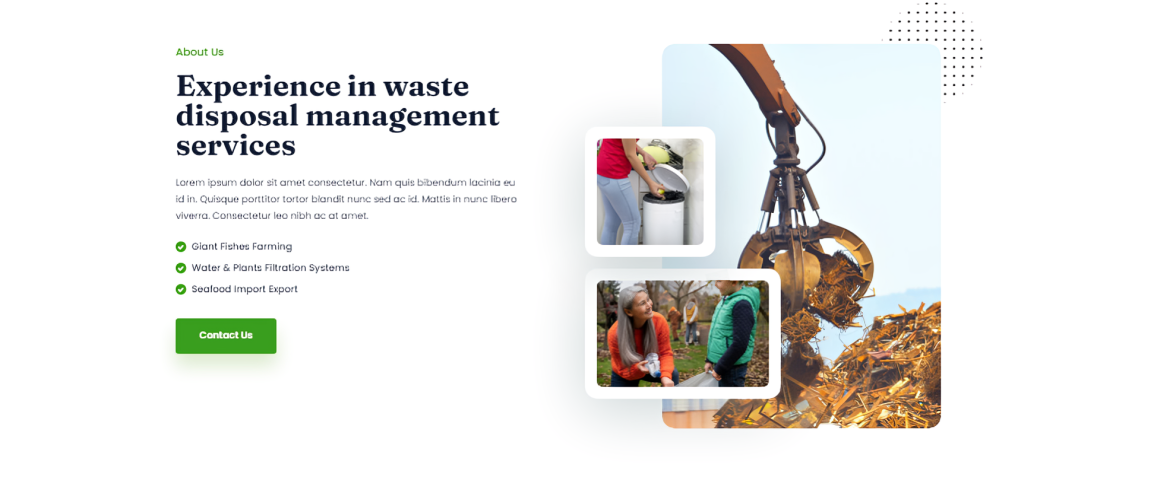 About Us
Experience in waste
disposal management
services
Lorem ipsum dolor sit amet consectetur. Nam quis bibendum lacinia eu
id in. Quisque porttitor tortor blandit nunc sed ac id. Mattis in nunc libero
viverra. Consectetur leo nibh ac at amet.
Giant Fishes Farming
Water & Plants Filtration Systems
Seafood Import Export
Contact Us